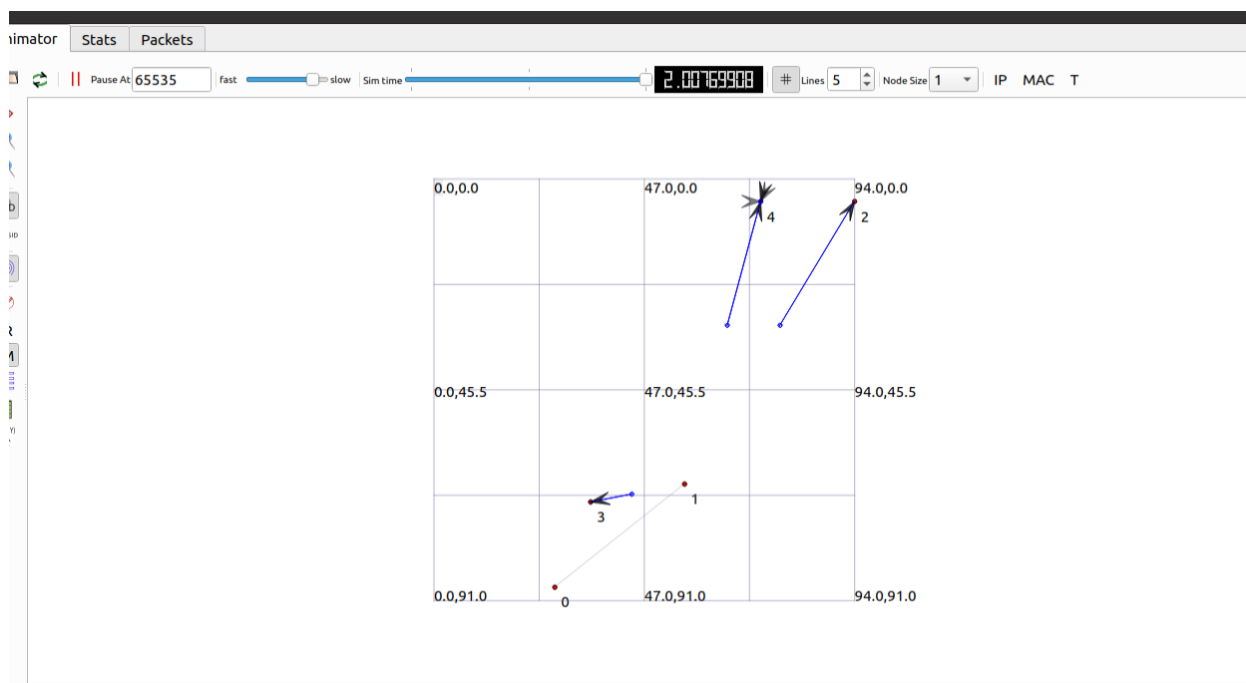 nimator Stats Packets
Pause At 65535 fast slow Sim time 2.00769908 # Lines 5 Node Size 1 IP MAC T
0.0,0.0 47.0,0.0 94.0,0.0
4 2
0.0,45.5 47.0,45.5 94.0,45.5
1
3
0
0.0,91.0 47.0,91.0 94.0,91.0